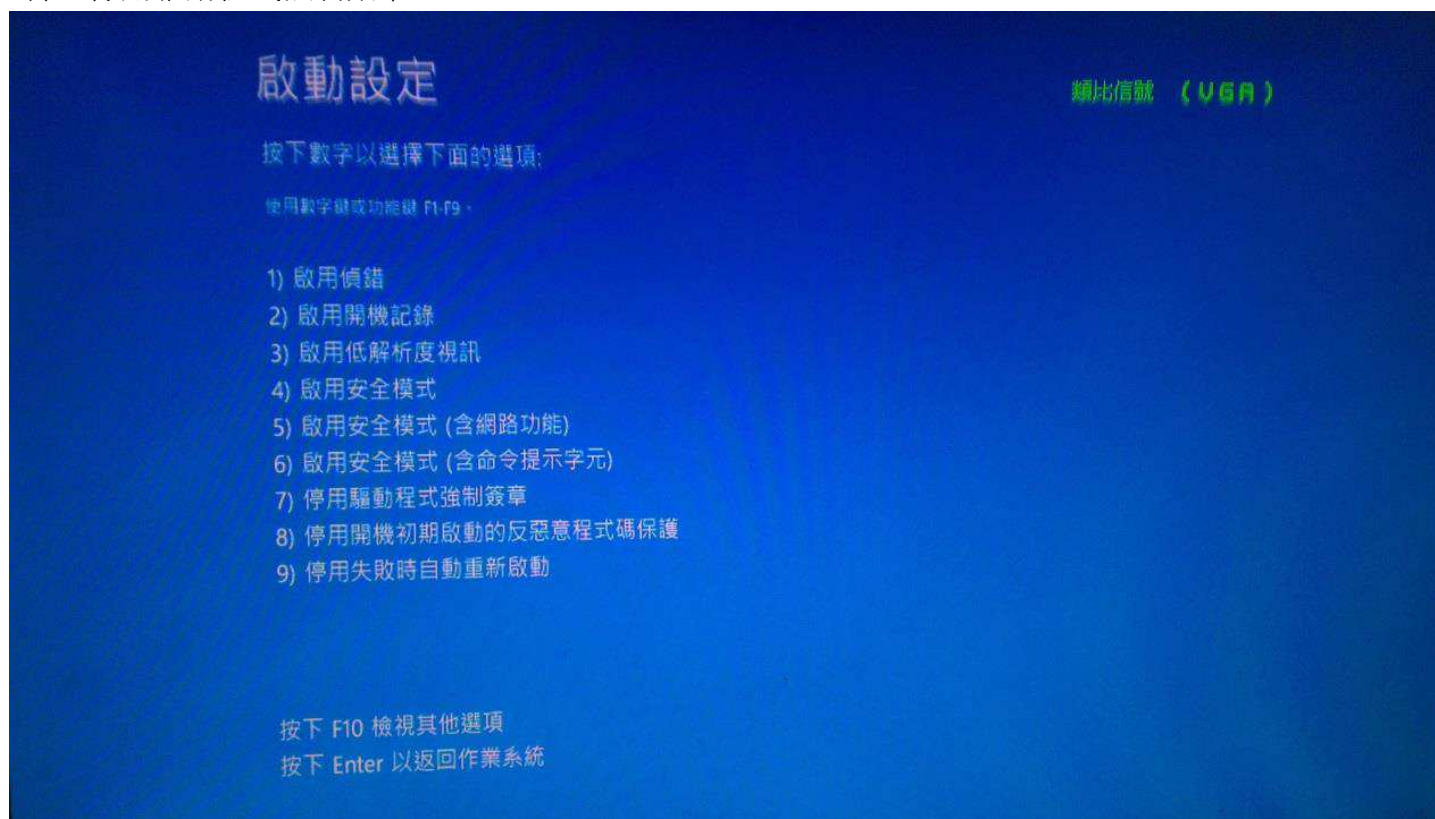 啟動設定
類比信號 (VGA)
按下數字以選擇下面的選項:
使用數字鍵或功能鍵 F1-F9。
1) 啟用偵錯
2) 啟用開機記錄
3) 啟用低解析度視訊
4) 啟用安全模式
5) 啟用安全模式 (含網路功能)
6) 啟用安全模式 (含命令提示字元)
7) 停用驅動程式強制簽章
8) 停用開機初期啟動的反惡意程式碼保護
9) 停用失敗時自動重新啟動
按下 F10 檢視其他選項
按下 Enter 以返回作業系統